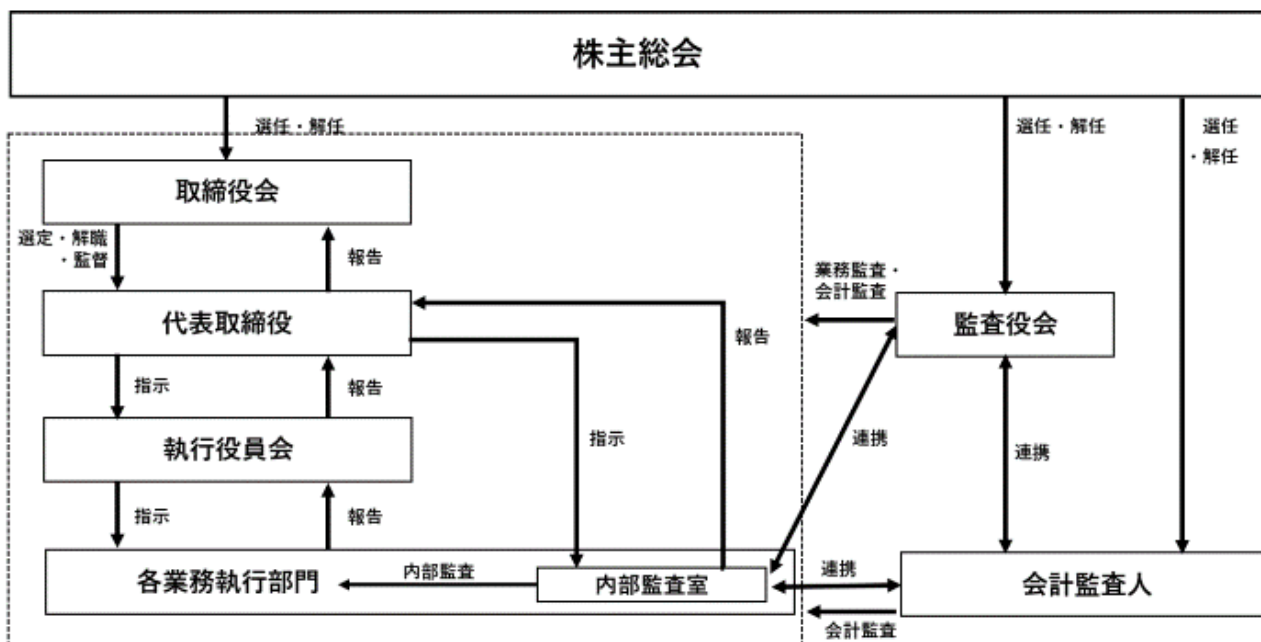 株主総会
選任・解任
選任・解任
選任
・解任
取締役会
選定・解職
・監督
報告
業務監査・
会計監査
代表取締役
監査役会
報告
指示
報告
執行役員会
指示
連携
連携
指示
報告
各業務執行部門
内部監査
内部監査室
連携
会計監査人
会計監査